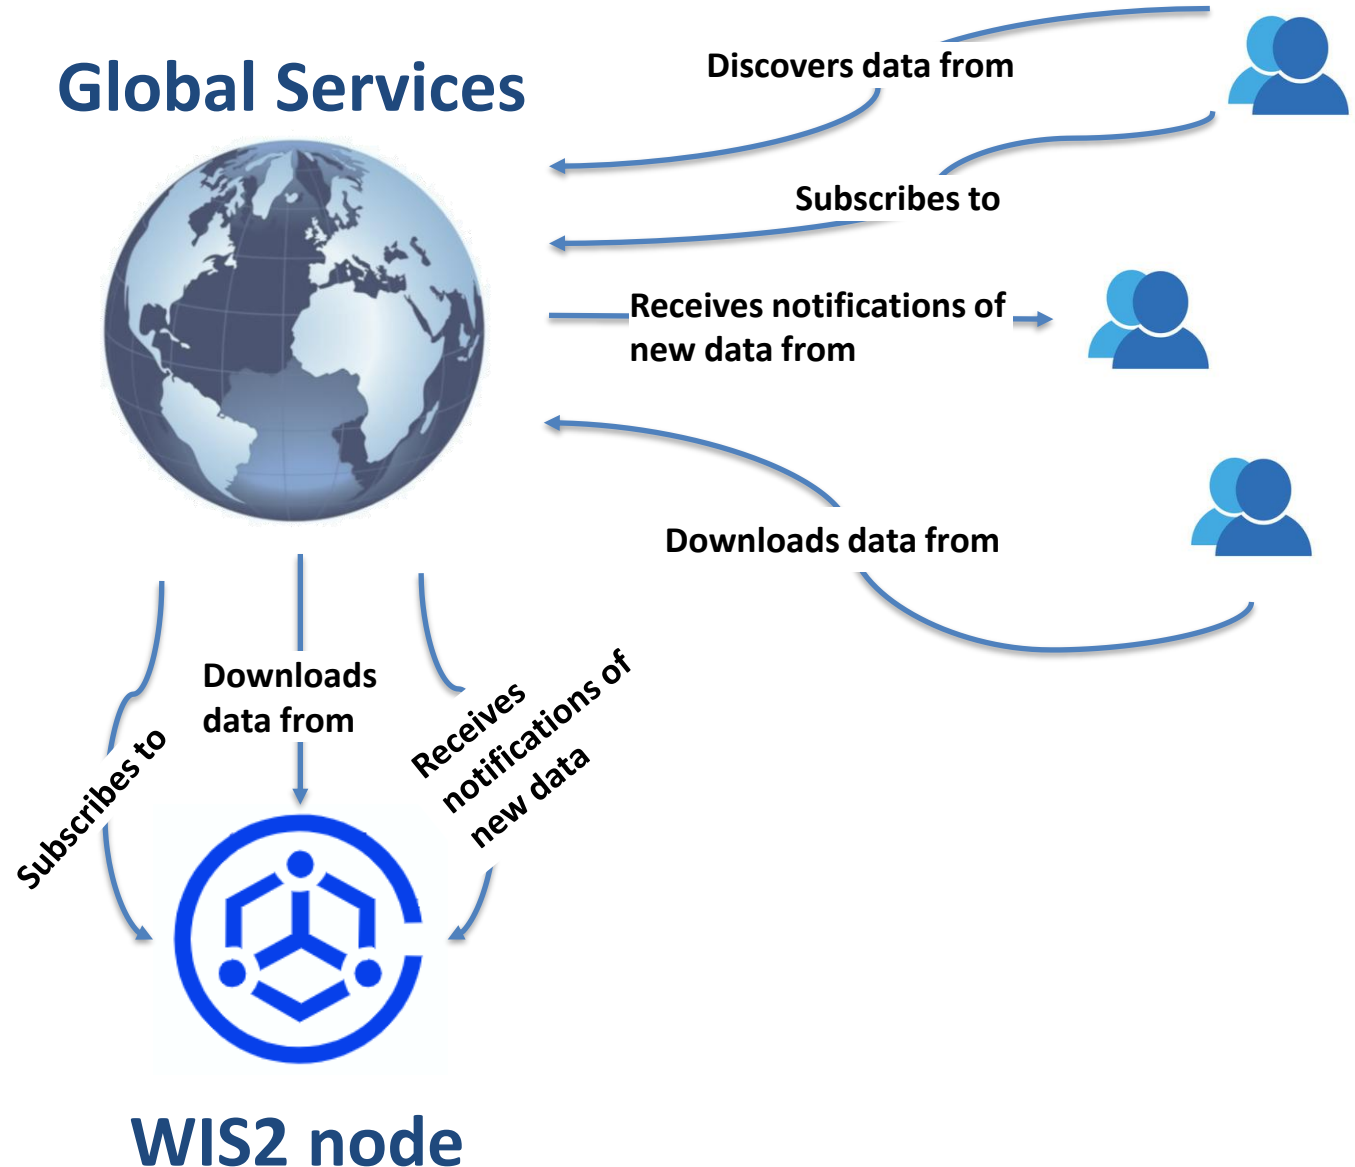 Global Services
Discovers data from
Subscribes to
Receives notifications of
new data from
Downloads data from
Subscribes to
Downloads
data from
Receives
notifications of
new data
WIS2 node